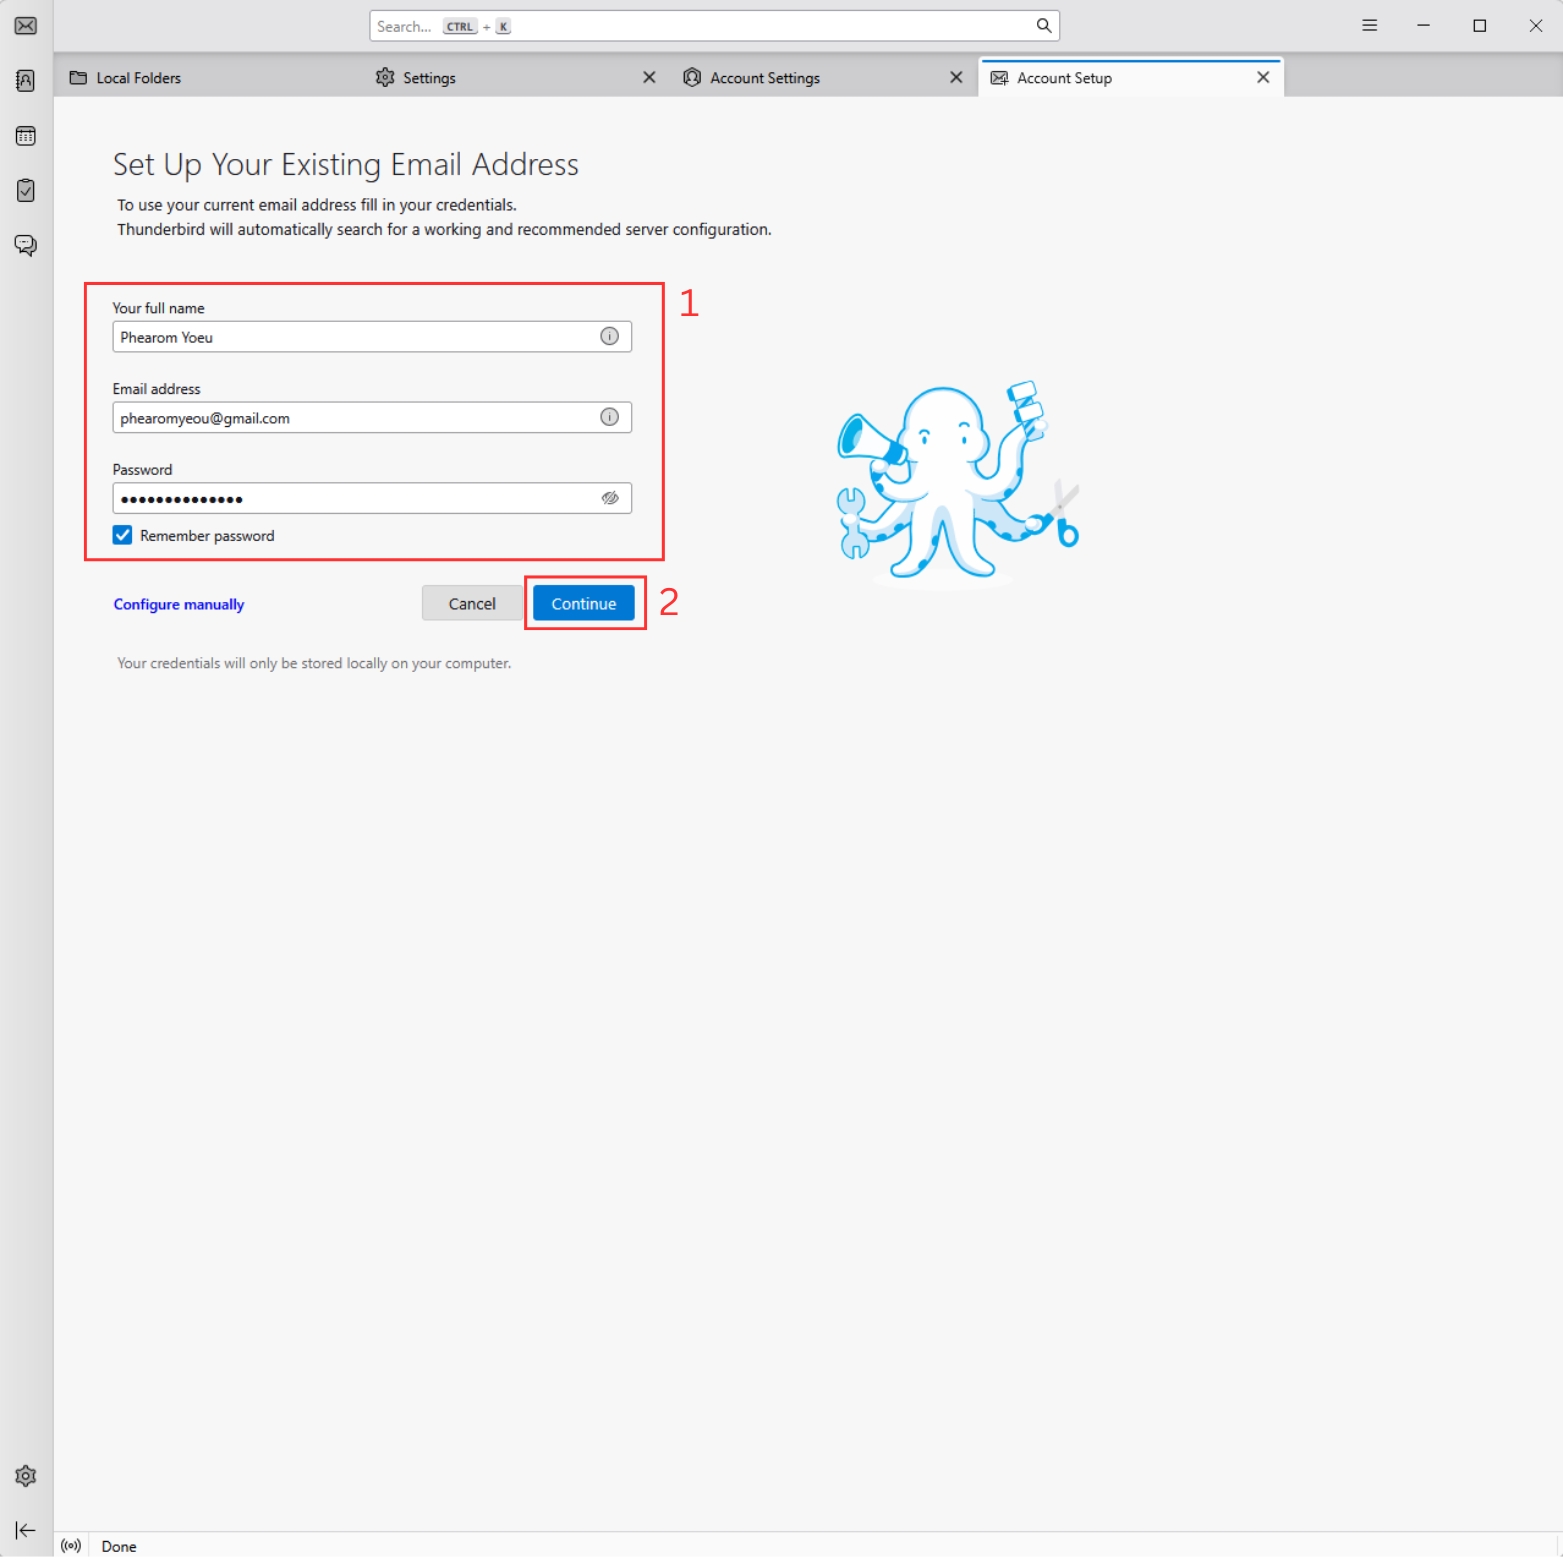 Search... CTRL + K
Local Folders
Settings
Account Settings
Account Setup
Set Up Your Existing Email Address
To use your current email address fill in your credentials.
Thunderbird will automatically search for a working and recommended server configuration.
1
Your full name
Phearom Yoeu
Email address
phearomyeou@gmail.com
Password
••••••••••••••
Remember password
Configure manually
Cancel
Continue
2
Your credentials will only be stored locally on your computer.
Done